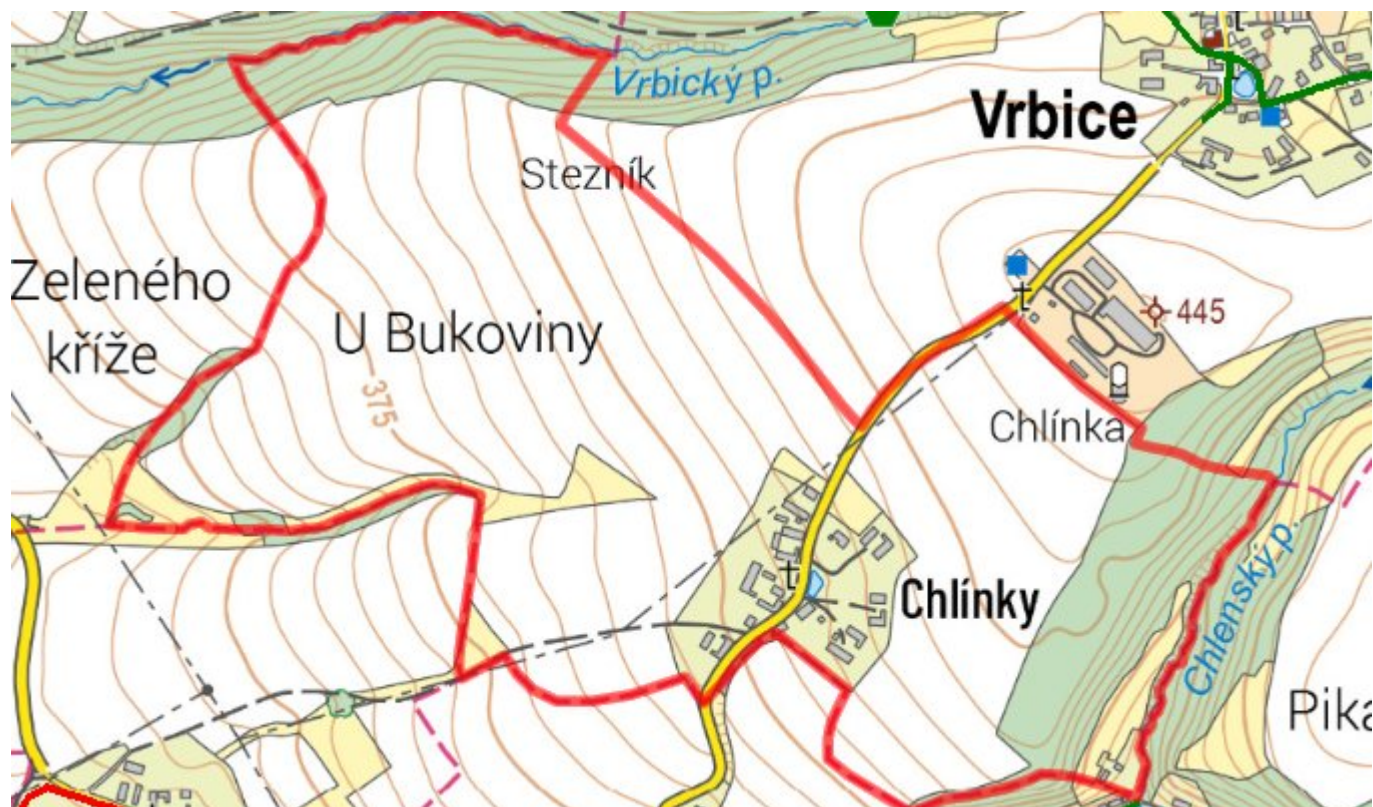 Vrbický p.
Vrbice
Stezník
Zeleného
kříže
U Bukoviny
445
375
Chlínka
Chlínky
Chlenský p.
Pika